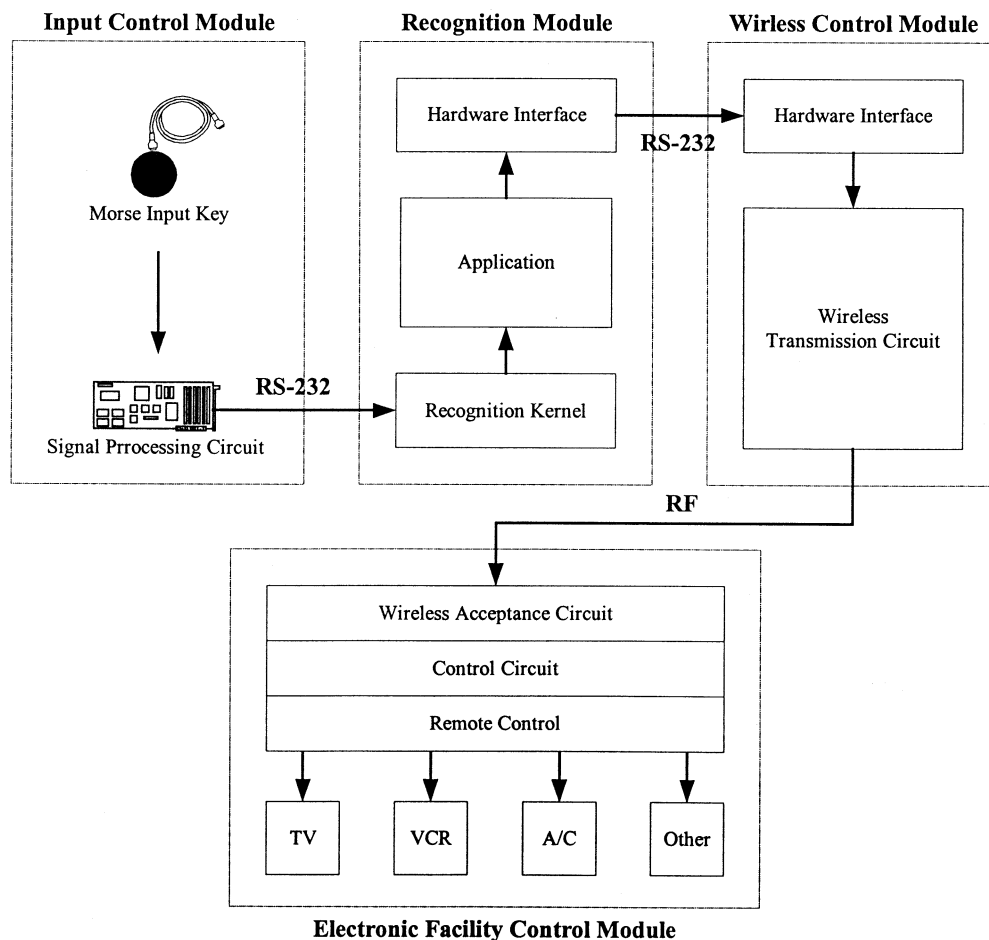 Input Control Module
Recognition Module
Wirless Control Module
Morse Input Key
Signal Prrocessing Circuit
RS-232
Hardware Interface
Application
Recognition Kernel
RS-232
Hardware Interface
Wireless
Transmission Circuit
RF
Wireless Acceptance Circuit
Control Circuit
Remote Control
TV
VCR
A/C
Other
Electronic Facility Control Module